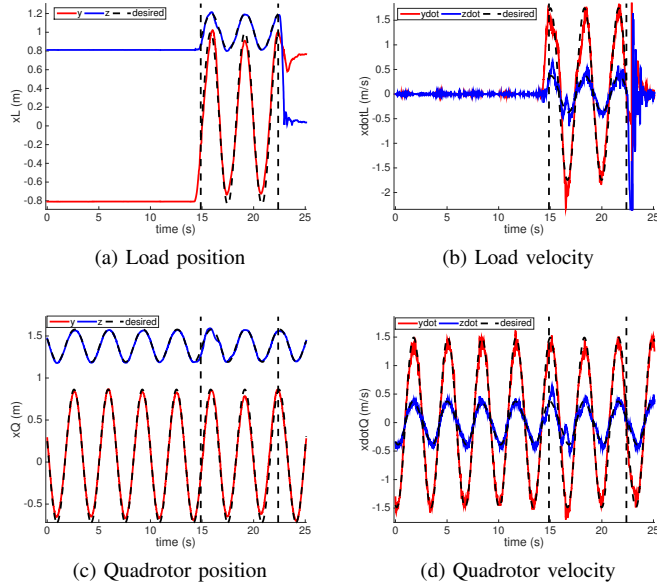 y z desired
1.2
1
0.8
0.6
0.4
0.2
0
-0.2
-0.4
-0.6
-0.8
xL (m)
0 5 10 15 20 25
time (s)
(a) Load position
ydot zdot desired
1.5
1
0.5
0
-0.5
-1
-1.5
-2
xdotL (m/s)
0 5 10 15 20 25
time (s)
(b) Load velocity
y z desired
1.5
1
0.5
0
-0.5
xQ (m)
0 5 10 15 20 25
time (s)
(c) Quadrotor position
ydot zdot desired
1.5
1
0.5
0
-0.5
-1
-1.5
xdotQ (m/s)
0 5 10 15 20 25
time (s)
(d) Quadrotor velocity